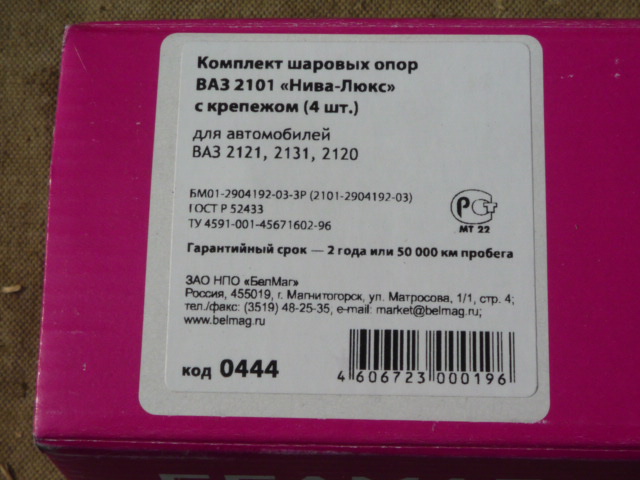 Комплект шаровых опор
ВАЗ 2101 «Нива-Люкс»
с крепежом (4 шт.)
для автомобилей
ВАЗ 2121, 2131, 2120
БМ01-2904192-03-3Р (2101-2904192-03)
ГОСТ Р 52433
ТУ 4591-001-45671602-96
РСТ
МТ 22
Гарантийный срок — 2 года или 50 000 км пробега
ЗАО НПО «БелМаг»
Россия, 455019, г. Магнитогорск, ул. Матросова, 1/1, стр. 4;
тел./факс: (3519) 48-25-35, e-mail: market@belmag.ru;
www.belmag.ru
код 0444
4 606723 000196